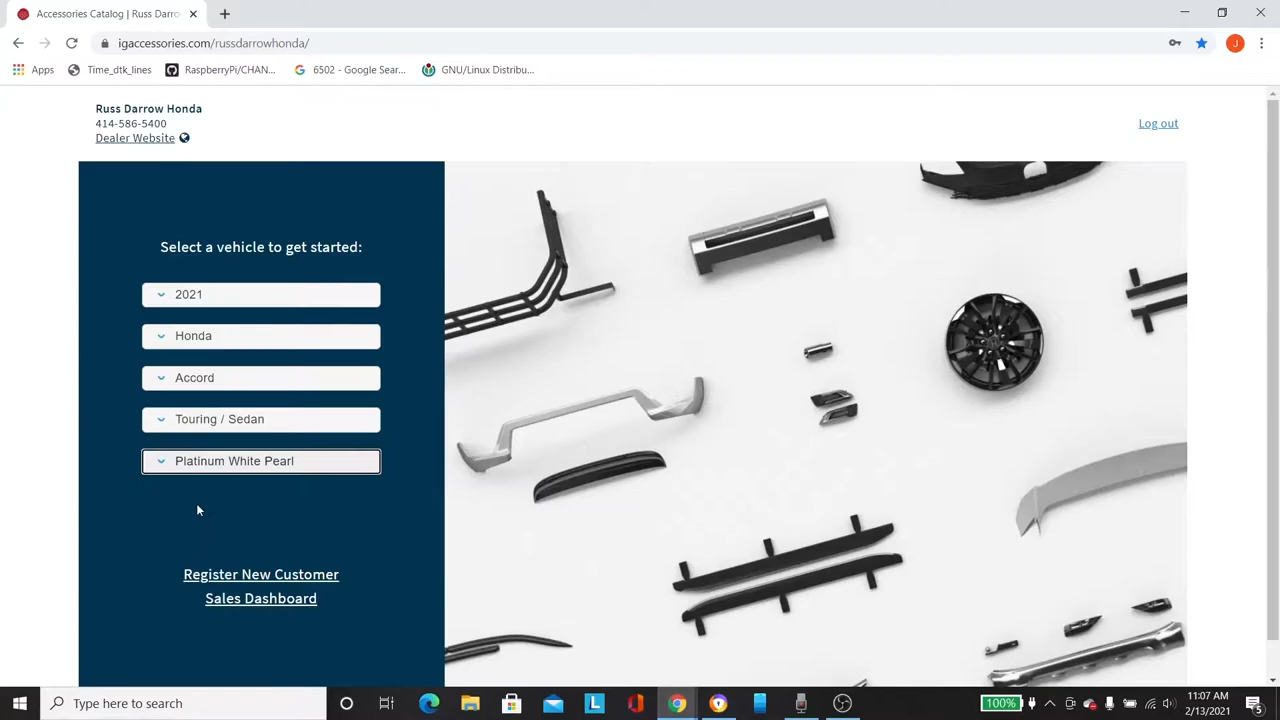 Accessories Catalog | Russ Darro
igaccessories.com/russdarrowhonda/
J
Apps
Time_dtk_lines
RaspberryPi/CHAN...
6502 - Google Sear...
GNU/Linux Distribu...
Russ Darrow Honda
414-586-5400
Dealer Website
Log out
Select a vehicle to get started:
2021
Honda
Accord
Touring / Sedan
Platinum White Pearl
Register New Customer
Sales Dashboard
Type here to search
L
100%
11:07 AM
2/13/2021
5